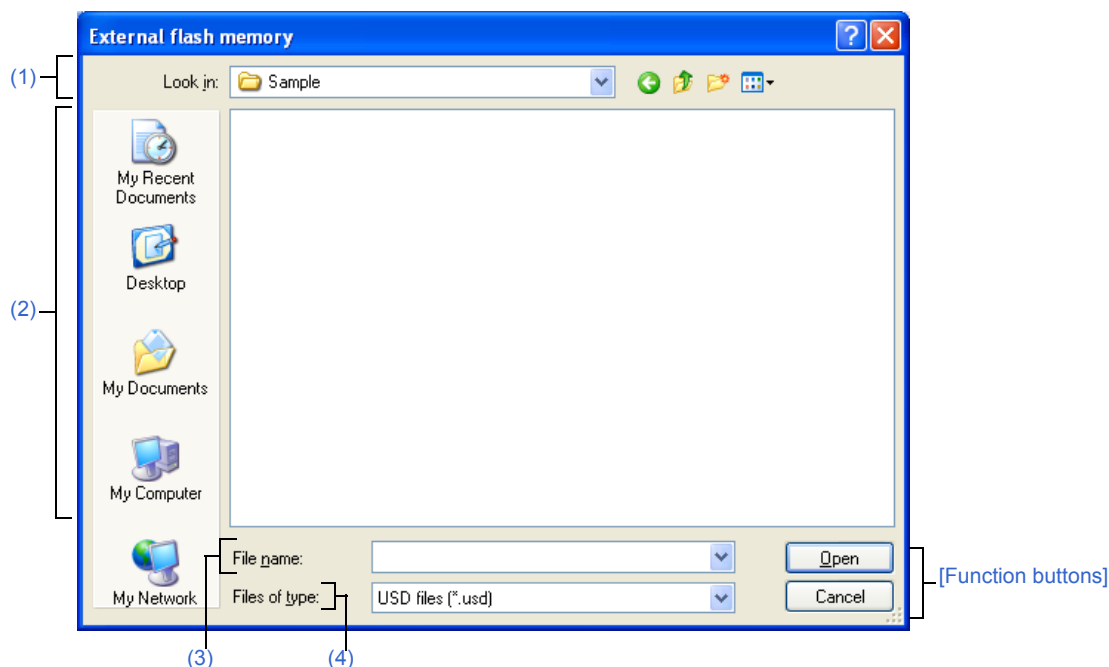 External flash memory
(1)
Look in:
Sample
(2)
My Recent
Documents
Desktop
My Documents
My Computer
My Network
(3)
File name:
Open
Files of type:
USD files (*.usd)
Cancel
[Function buttons]
(4)